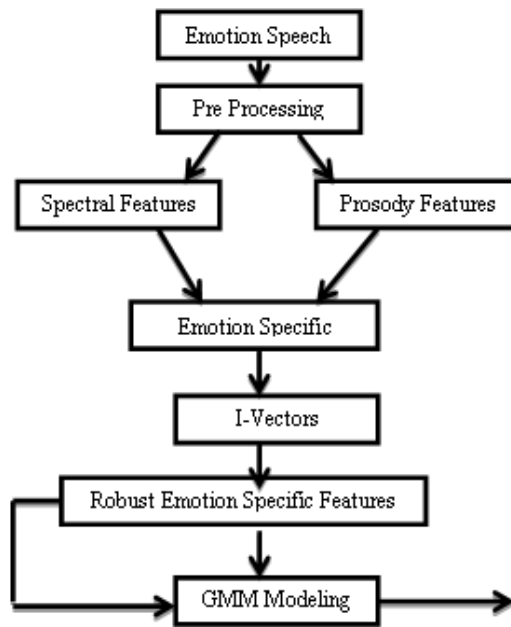 Emotion Speech
Pre Processing
Spectral Features
Prosody Features
Emotion Specific
I-Vectors
Robust Emotion Specific Features
GMM Modeling